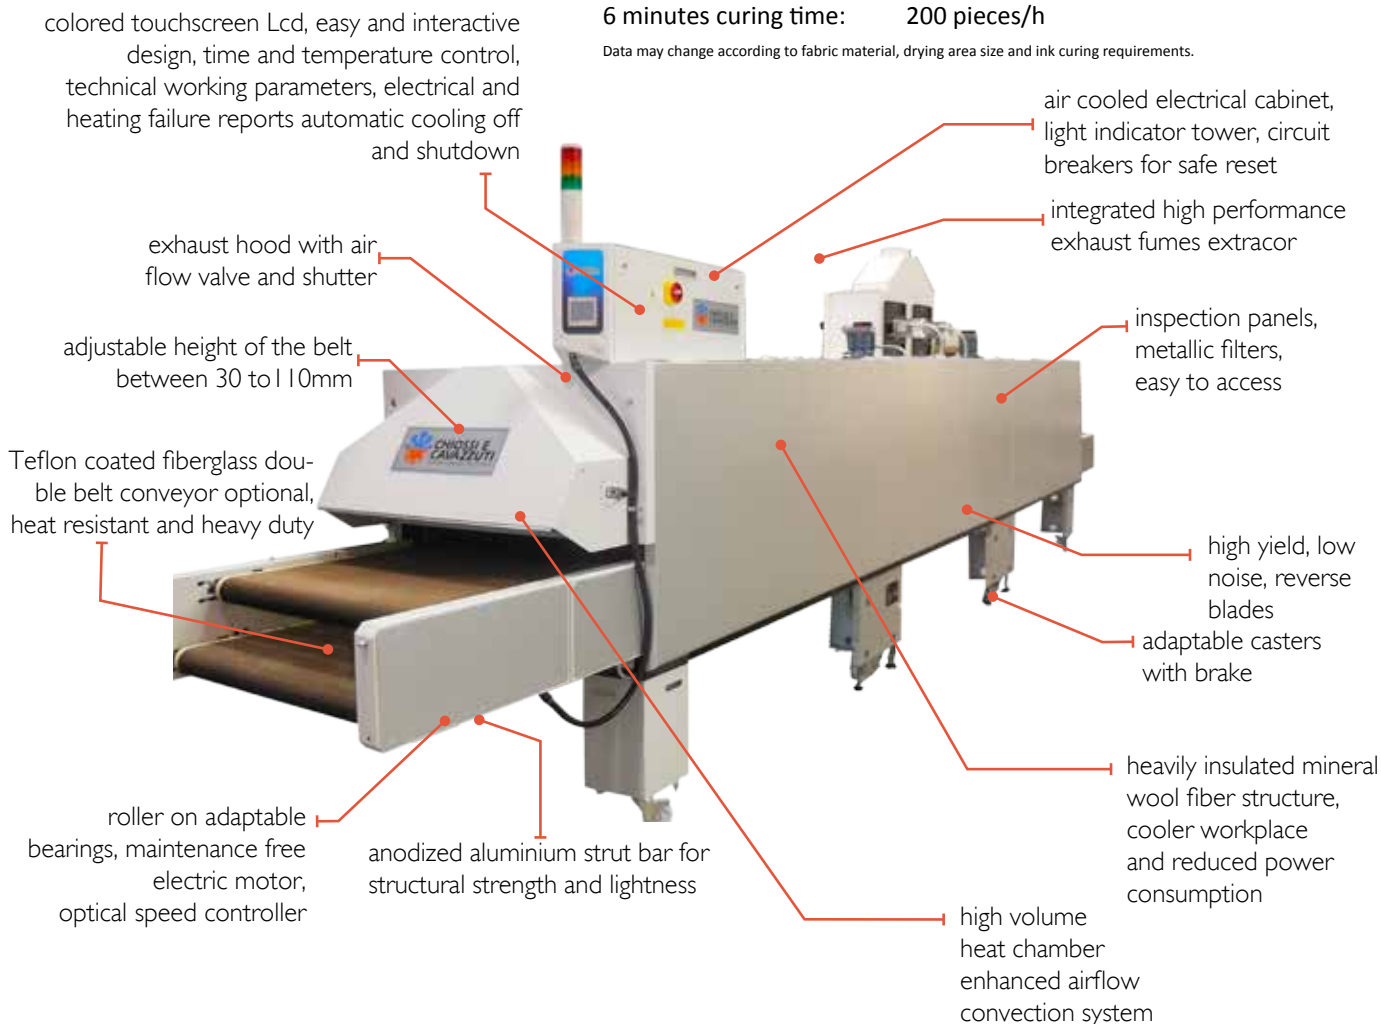 colored touchscreen Lcd, easy and interactive
design, time and temperature control,
technical working parameters, electrical and
heating failure reports automatic cooling off
and shutdown
6 minutes curing time: 200 pieces/h
Data may change according to fabric material, drying area size and ink curing requirements.
air cooled electrical cabinet,
light indicator tower, circuit
breakers for safe reset
integrated high performance
exhaust fumes extracor
exhaust hood with air
flow valve and shutter
inspection panels,
metallic filters,
easy to access
adjustable height of the belt
between 30 to110mm
CHIOSSI E
CAVAZZUTI
Teflon coated fiberglass dou-
ble belt conveyor optional,
heat resistant and heavy duty
high yield, low
noise, reverse
blades
adaptable casters
with brake
heavily insulated mineral
wool fiber structure,
cooler workplace
and reduced power
consumption
roller on adaptable
bearings, maintenance free
electric motor,
optical speed controller
anodized aluminium strut bar for
structural strength and lightness
high volume
heat chamber
enhanced airflow
convection system